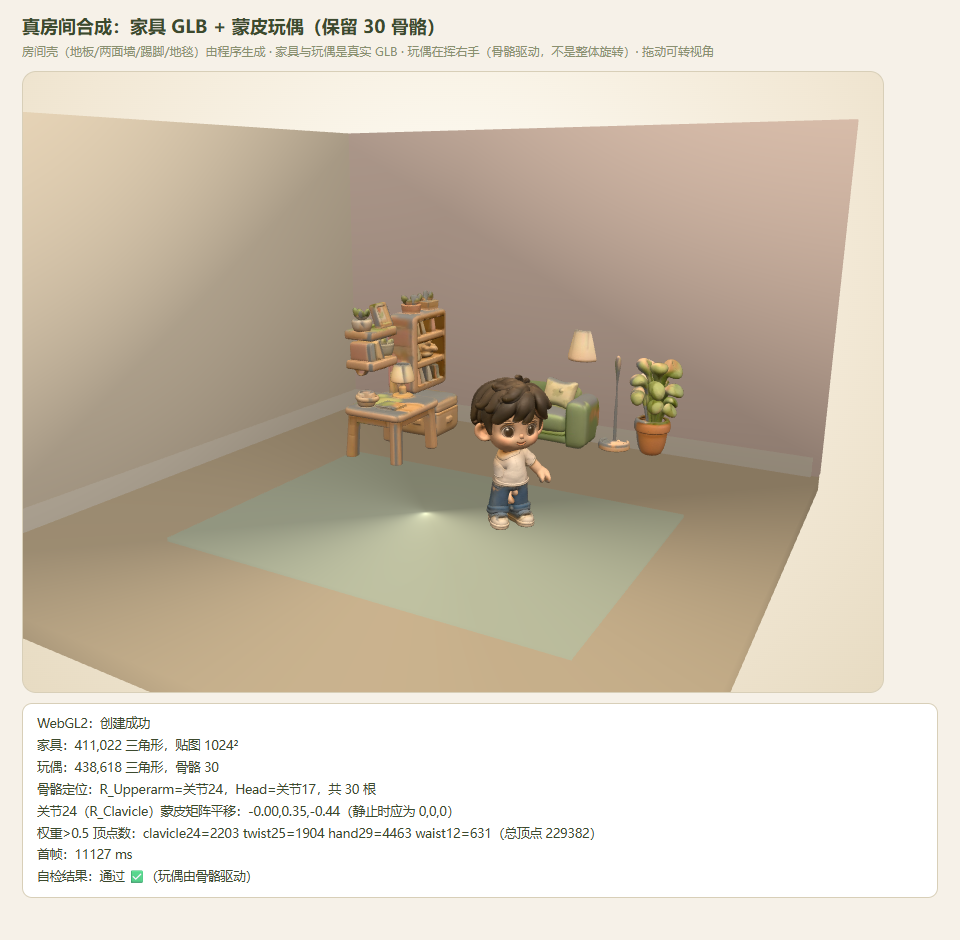 真房间合成：家具 GLB + 蒙皮玩偶（保留 30 骨骼）
房间壳（地板/两面墙/踢脚/地毯）由程序生成 · 家具与玩偶是真实 GLB · 玩偶在挥右手（骨骼驱动，不是整体旋转）· 拖动可转视角
WebGL2：创建成功
家具：411,022 三角形，贴图 1024²
玩偶：438,618 三角形，骨骼 30
骨骼定位：R_Upperarm=关节24，Head=关节17，共 30 根
关节24（R_Clavicle）蒙皮矩阵平移：-0.00,0.35,-0.44（静止时应为 0,0,0）
权重>0.5 顶点数：clavicle24=2203 twist25=1904 hand29=4463 waist12=631（总顶点 229382）
首帧：11127 ms
自检结果：通过 ✅（玩偶由骨骼驱动）